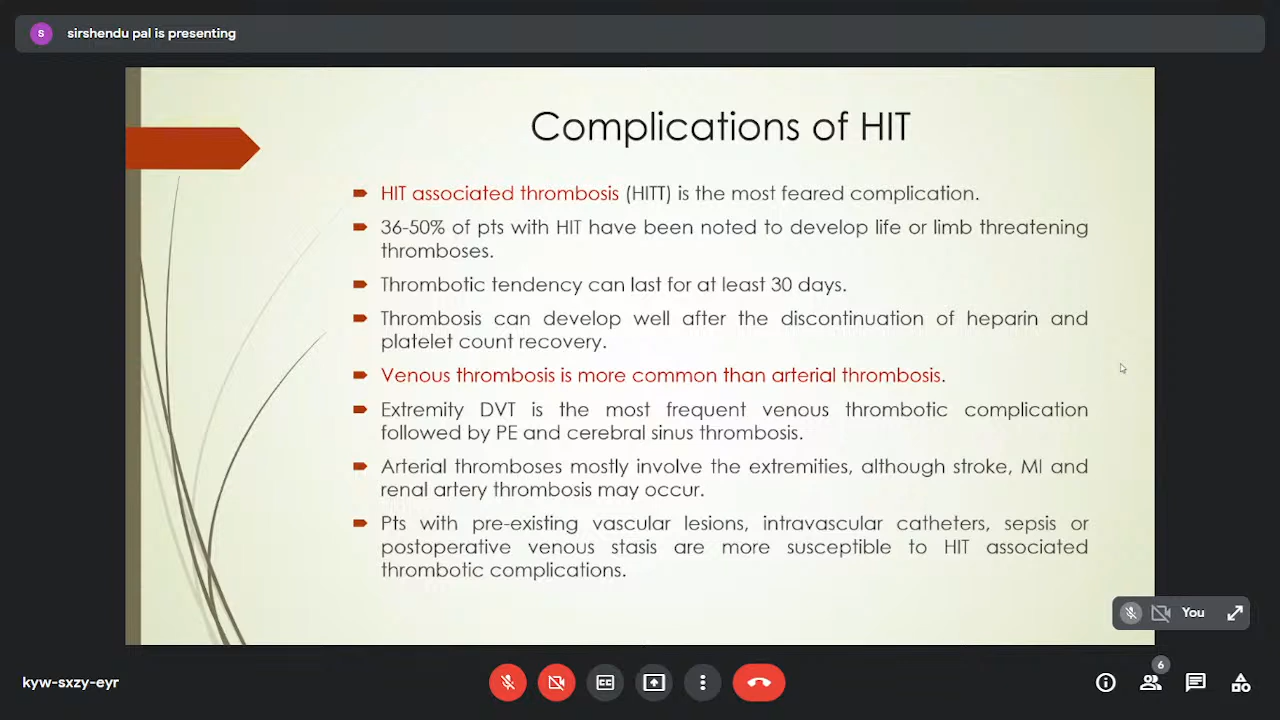 S
sirshendu pal is presenting
Complications of HIT
HIT associated thrombosis (HITT) is the most feared complication.
36-50% of pts with HIT have been noted to develop life or limb threatening
thromboses.
Thrombotic tendency can last for at least 30 days.
Thrombosis can develop well after the discontinuation of heparin and
platelet count recovery.
Venous thrombosis is more common than arterial thrombosis.
Extremity DVT is the most frequent venous thrombotic complication
followed by PE and cerebral sinus thrombosis.
Arterial thromboses mostly involve the extremities, although stroke, MI and
renal artery thrombosis may occur.
Pts with pre-existing vascular lesions, intravascular catheters, sepsis or
postoperative venous stasis are more susceptible to HIT associated
thrombotic complications.
You
kyw-sxzy-eyr
CC
6